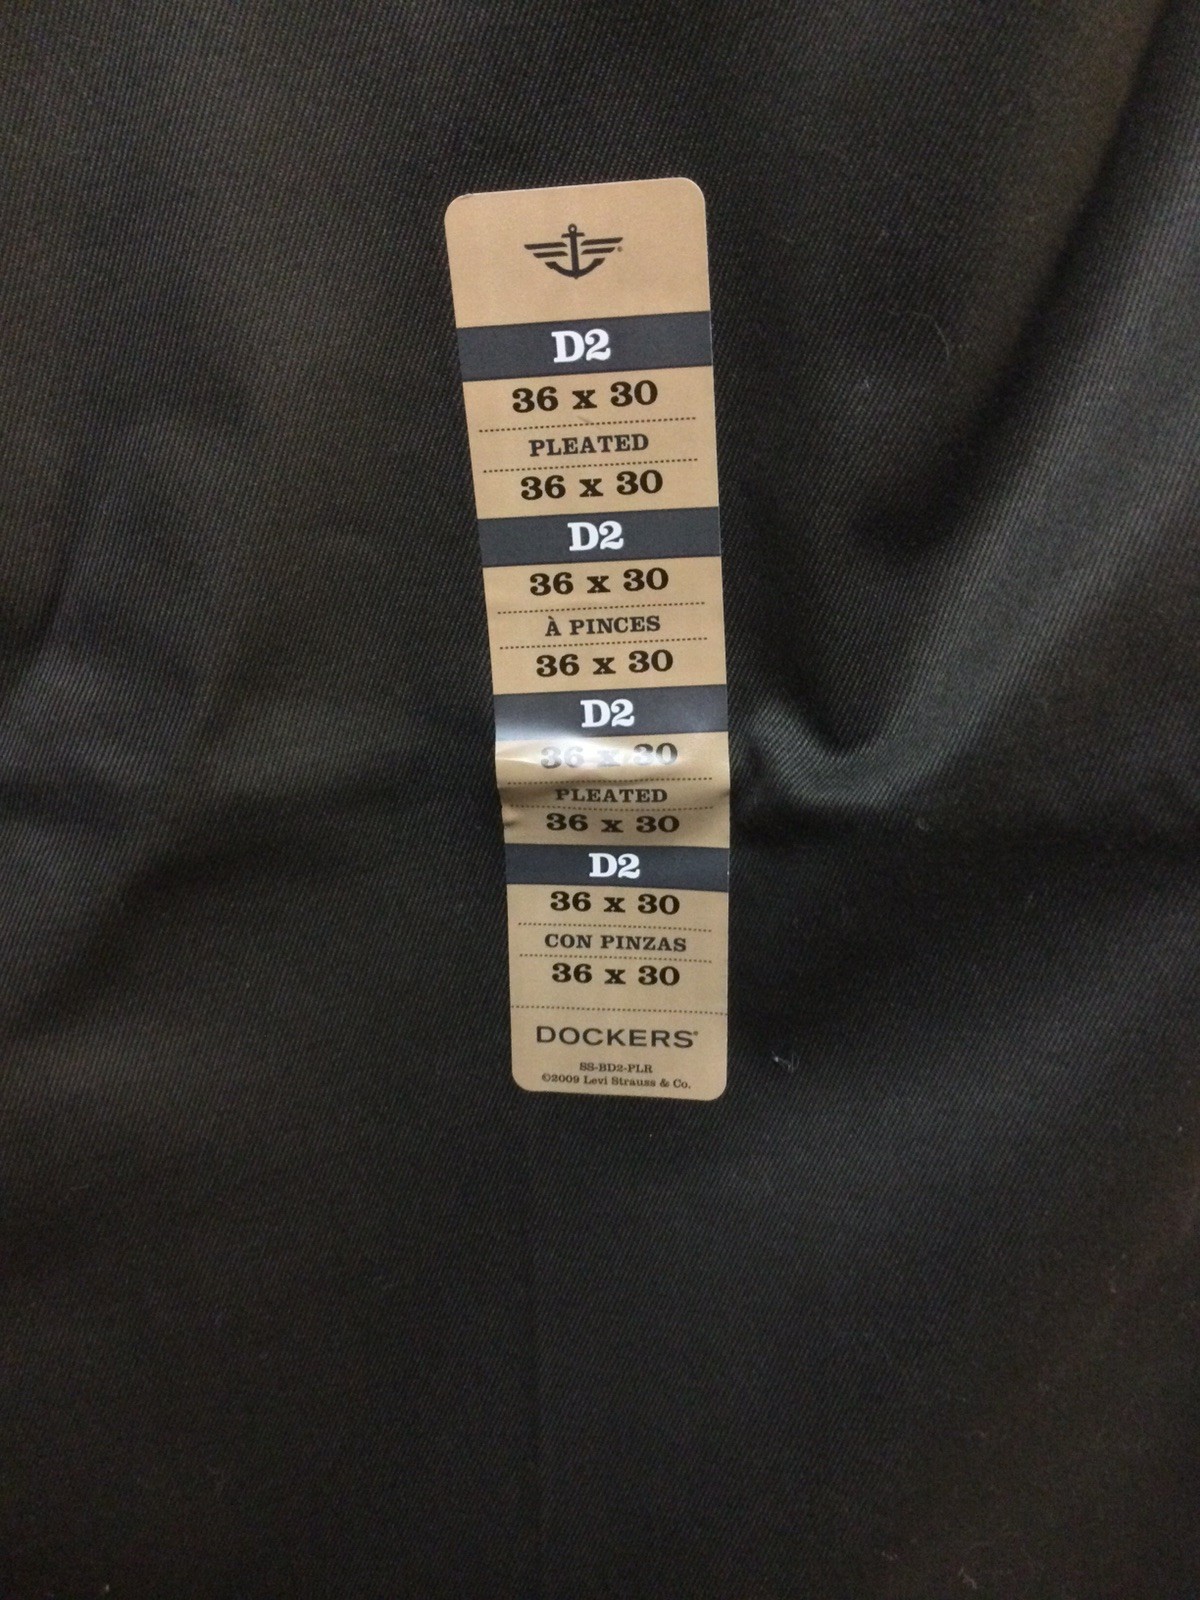 D2
36 x 30
PLEATED
36 x 30
D2
36 x 30
À PINCES
36 x 30
D2
36 x 30
PLEATED
36 x 30
D2
36 x 30
CON PINZAS
36 x 30
DOCKERS®
SS-BD2-PLR
©2009 Levi Strauss & Co.